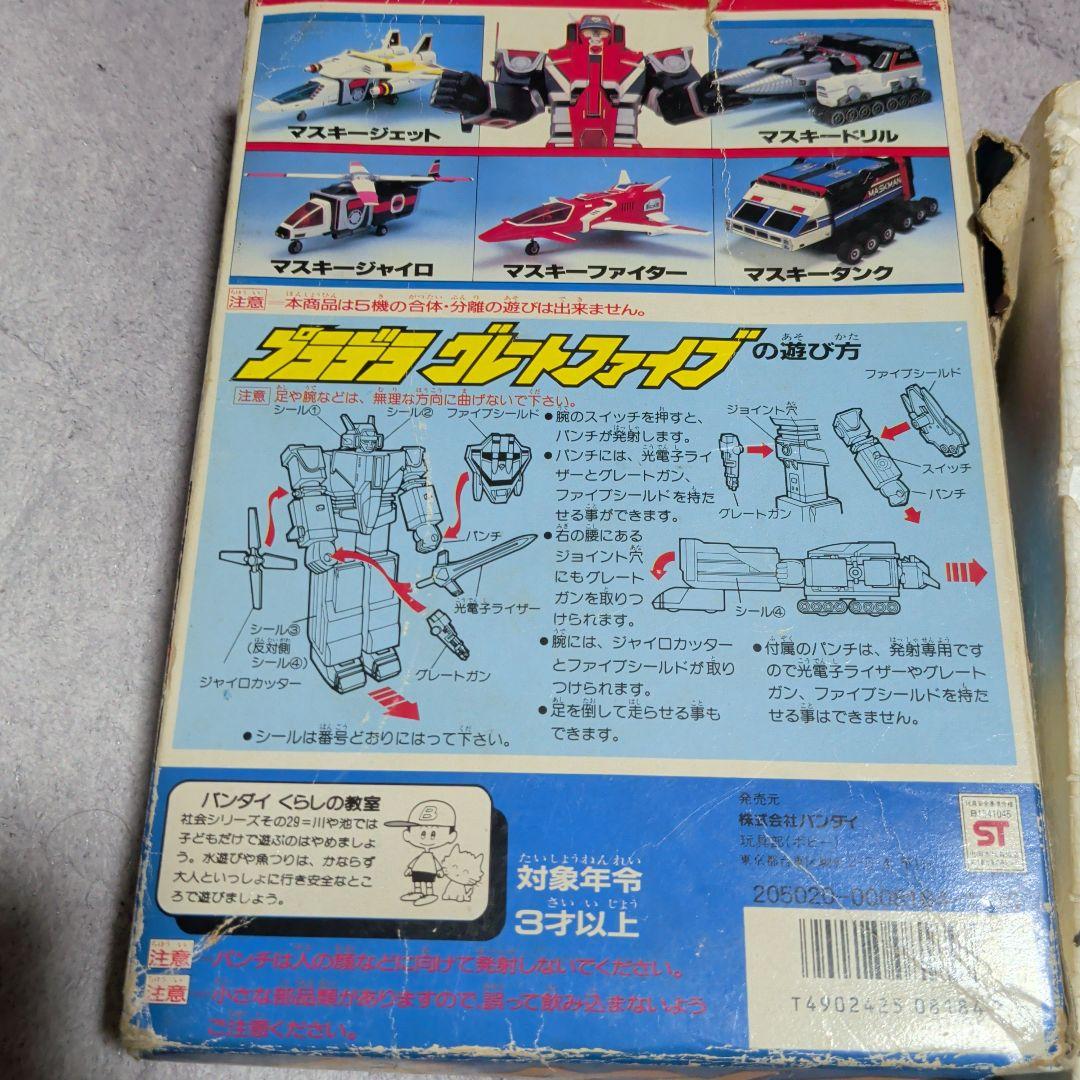 マスキージェット
マスキードリル
MASKMAN
マスキージャイロ
マスキーファイター
マスキータンク
注意 本商品は5機の合体・分離の遊びは出来ません。
プラデラ グレートファイブの遊び方
注意 足や腕などは、無理な方向に曲げないで下さい。
シール①
シール②
ファイブシールド
パンチ
光電子ライザー
グレートガン
シール③
(反対側
シール④)
ジャイロカッター
●シールは番号どおりにはって下さい。
●腕のスイッチを押すと、
パンチが発射します。
●パンチには、光電子ライ
ザーとグレートガン、
ファイブシールドを持た
せる事ができます。
●右の腰にある
ジョイント穴
にもグレート
ガンを取りつ
けられます。
●腕には、ジャイロカッター
とファイブシールドが取り
つけられます。
●足を倒して走らせる事も
できます。
ファイブシールド
ジョイント穴
スイッチ
パンチ
グレートガン
シール④
●付属のパンチは、発射専用です
ので光電子ライザーやグレート
ガン、ファイブシールドを持た
せる事はできません。
バンダイ くらしの教室
社会シリーズその29=川や池では
子どもだけで遊ぶのはやめましょ
う。水遊びや魚つりは、かならず
大人といっしょに行き安全なとこ
ろで遊びましょう。
B
対象年令
3才以上
発売元
株式会社バンダイ
玩具部(ポピー)
ST
注意 パンチは人の顔などに向けて発射しないでください。
注意 小さな部品類がありますので、誤って飲み込まないよう
ご注意ください。